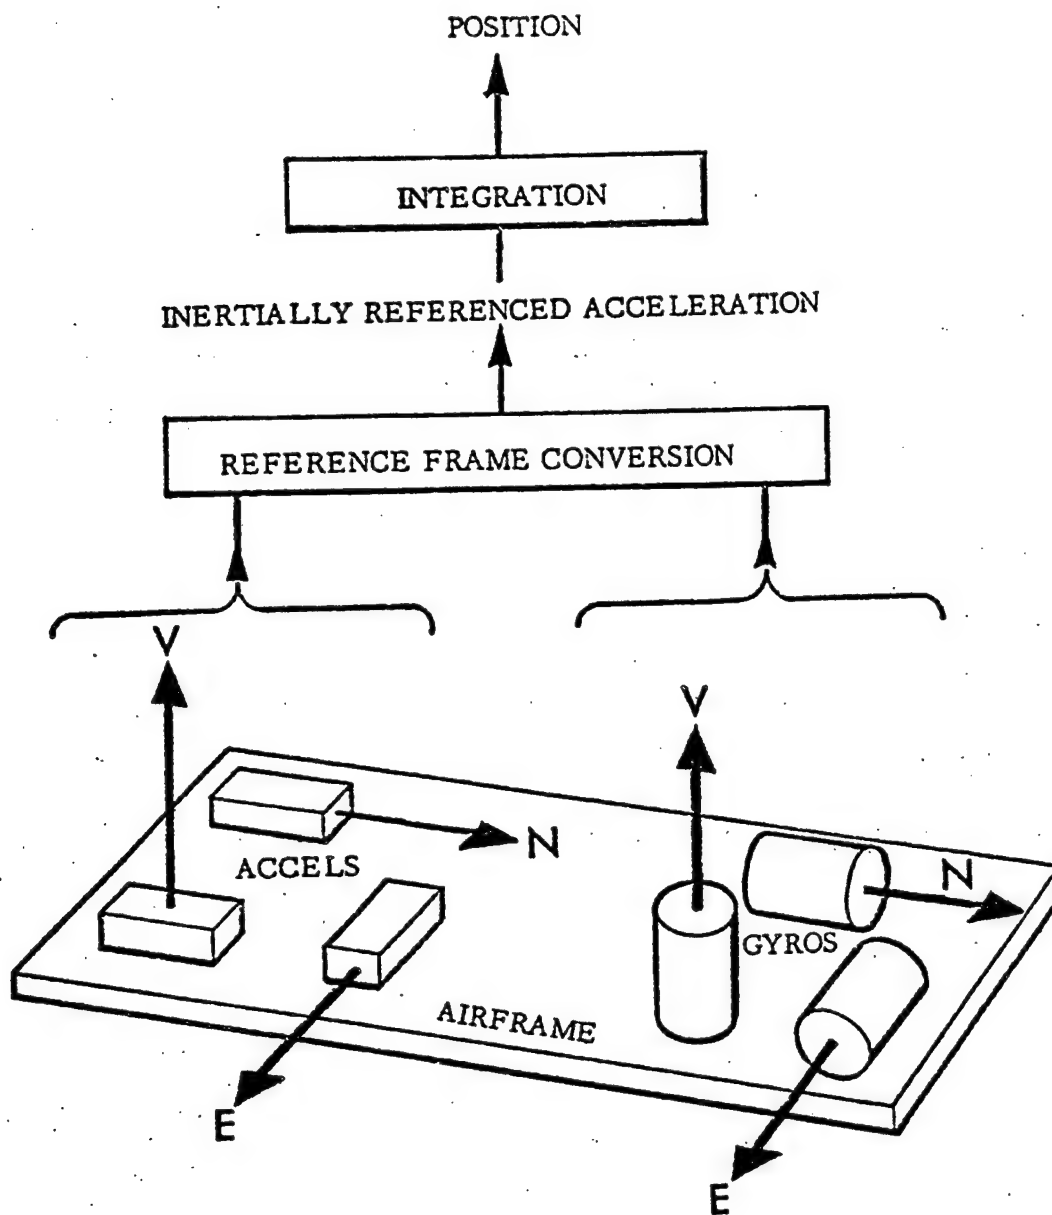 POSITION
INTEGRATION
INERTIALLY REFERENCED ACCELERATION
REFERENCE FRAME CONVERSION
V
V
N
N
ACCELS
GYROS
AIRFRAME
E
E